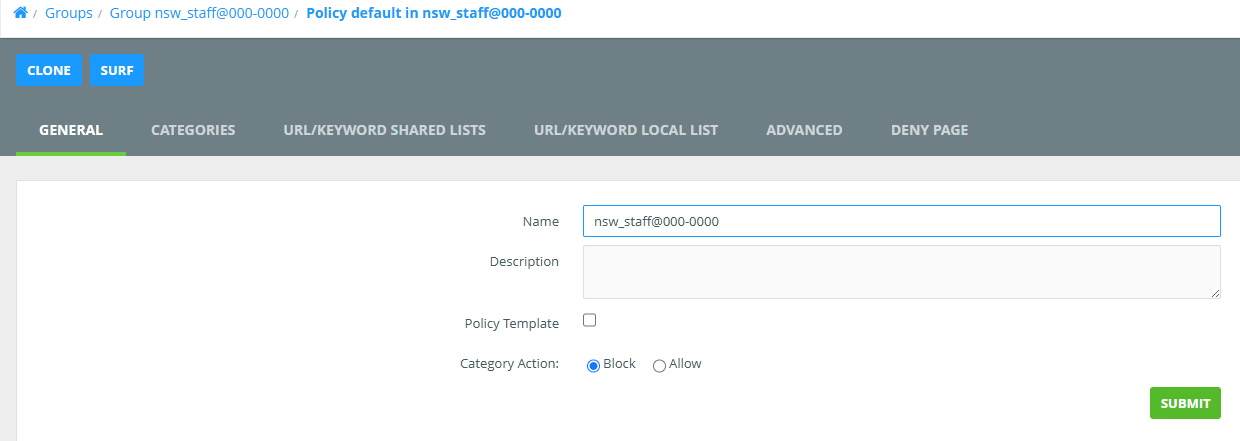 / Groups / Group nsw_staff@000-0000 / Policy default in nsw_staff@000-0000
CLONE SURF
GENERAL CATEGORIES URL/KEYWORD SHARED LISTS URL/KEYWORD LOCAL LIST ADVANCED DENY PAGE
Name nsw_staff@000-0000
Description
Policy Template
Category Action: Block Allow
SUBMIT